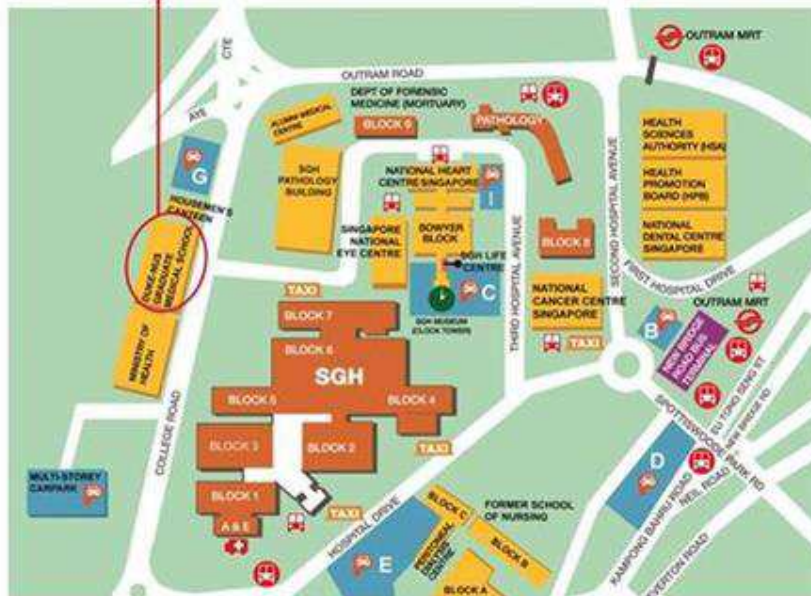 CTE
OUTRAM ROAD
OUTRAM MRT
AYE
ALUMNI MEDICAL
CENTRE
DEPT OF FORENSIC
MEDICINE (MORTUARY)
BLOCK 9
PATHOLOGY
G
HOUSEMEN'S
CANTEEN
SGH
PATHOLOGY
BUILDING
NATIONAL HEART
CENTRE SINGAPORE
I
HEALTH
SCIENCES
AUTHORITY (HSA)
HEALTH
PROMOTION
BOARD (HPB)
NATIONAL
DENTAL CENTRE
SINGAPORE
SINGAPORE
NATIONAL
EYE CENTRE
BOWYER
BLOCK
SGH LIFE
CENTRE
C
SGH MUSEUM
(CLOCK TOWER)
THIRD HOSPITAL AVENUE
BLOCK 8
SECOND HOSPITAL AVENUE
FIRST HOSPITAL DRIVE
DUKE-NUS
GRADUATE
MEDICAL SCHOOL
MINISTRY OF
HEALTH
TAXI
NATIONAL
CANCER CENTRE
SINGAPORE
TAXI
OUTRAM MRT
B
NEW BRIDGE
ROAD BUS
TERMINAL
BLOCK 7
BLOCK 6
SGH
BLOCK 5
BLOCK 4
BLOCK 3
BLOCK 2
TAXI
EU TONG SENG ST
NEW BRIDGE RD
SPOTTISWOODE PARK RD
COLLEGE ROAD
MULTI-STOREY
CARPARK
BLOCK 1
A & E
TAXI
HOSPITAL DRIVE
D
NEIL ROAD
KAMPONG BAHRU ROAD
EVERTON ROAD
E
BLOCK C
PERITONEAL
DIALYSIS
CENTRE
FORMER SCHOOL
OF NURSING
BLOCK B
BLOCK A